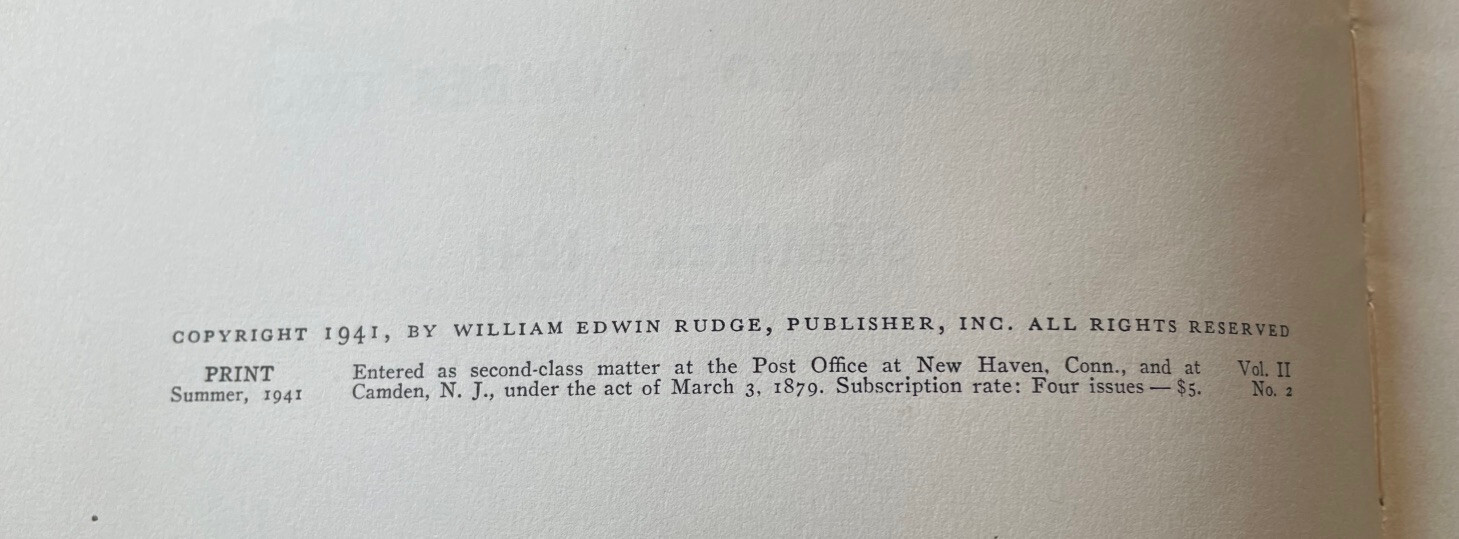 COPYRIGHT 1941, BY WILLIAM EDWIN RUDGE, PUBLISHER, INC. ALL RIGHTS RESERVED
PRINT
Summer, 1941
Entered as second-class matter at the Post Office at New Haven, Conn., and at
Camden, N. J., under the act of March 3, 1879. Subscription rate: Four issues — $5.
Vol. II
No. 2